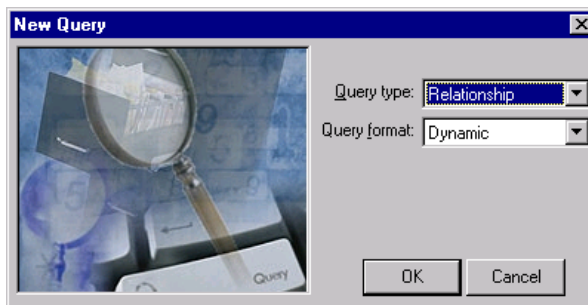 New Query
Query type: Relationship
Query format: Dynamic
Query
OK Cancel